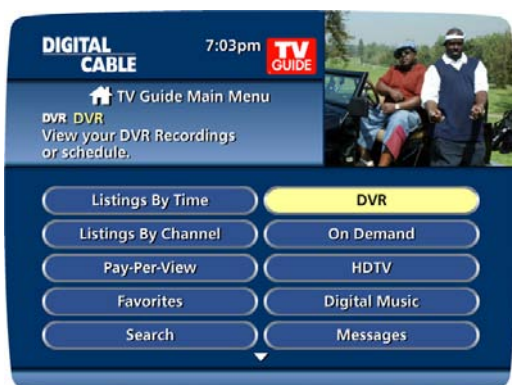 DIGITAL
CABLE
7:03pm
TV
GUIDE
TV Guide Main Menu
DVR DVR
View your DVR Recordings
or schedule.
Listings By Time
DVR
Listings By Channel
On Demand
Pay-Per-View
HDTV
Favorites
Digital Music
Search
Messages